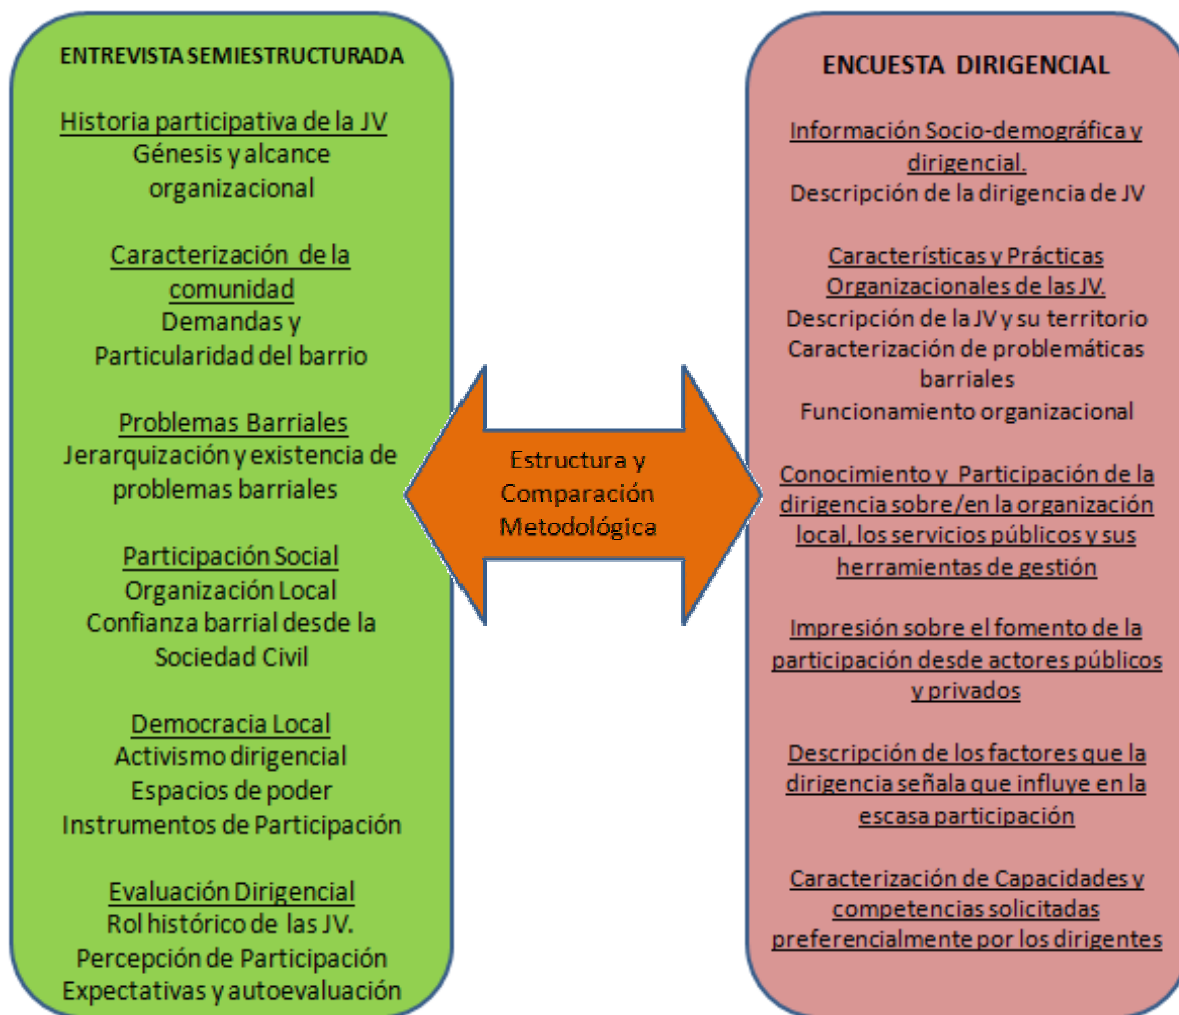 ENTREVISTA SEMIESTRUCTURADA
Historia participativa de la JV
Génesis y alcance
organizacional
Caracterización de la
comunidad
Demandas y
Particularidad del barrio
Problemas Barriales
Jerarquización y existencia de
problemas barriales
Participación Social
Organización Local
Confianza barrial desde la
Sociedad Civil
Democracia Local
Activismo dirigencial
Espacios de poder
Instrumentos de Participación
Evaluación Dirigencial
Rol histórico de las JV.
Percepción de Participación
Expectativas y autoevaluación
Estructura y
Comparación
Metodológica
ENCUESTA DIRIGENCIAL
Información Socio-demográfica y
dirigencial.
Descripción de la dirigencia de JV
Características y Prácticas
Organizacionales de las JV.
Descripción de la JV y su territorio
Caracterización de problemáticas
barriales
Funcionamiento organizacional
Conocimiento y Participación de la
dirigencia sobre/en la organización
local, los servicios públicos y sus
herramientas de gestión
Impresión sobre el fomento de la
participación desde actores públicos
y privados
Descripción de los factores que la
dirigencia señala que influye en la
escasa participación
Caracterización de Capacidades y
competencias solicitadas
preferencialmente por los dirigentes